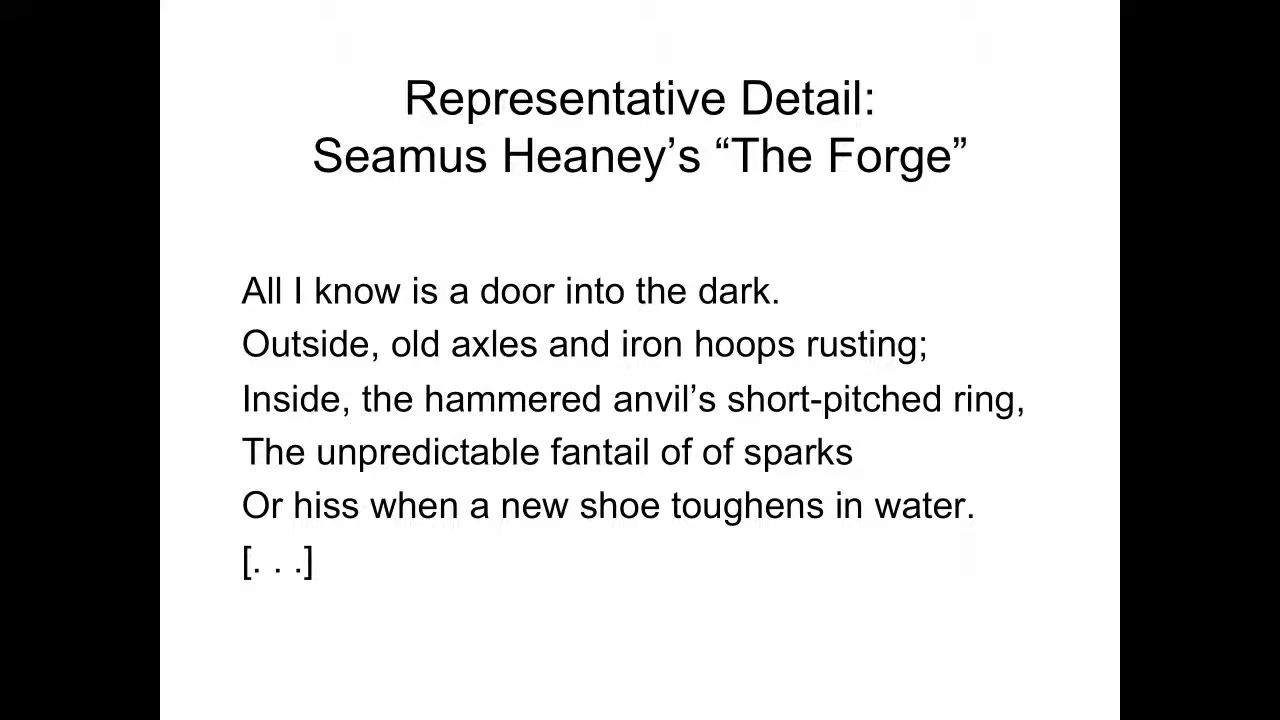 Representative Detail:
Seamus Heaney’s “The Forge”
All I know is a door into the dark.
Outside, old axles and iron hoops rusting;
Inside, the hammered anvil’s short-pitched ring,
The unpredictable fantail of of sparks
Or hiss when a new shoe toughens in water.
[. . .]